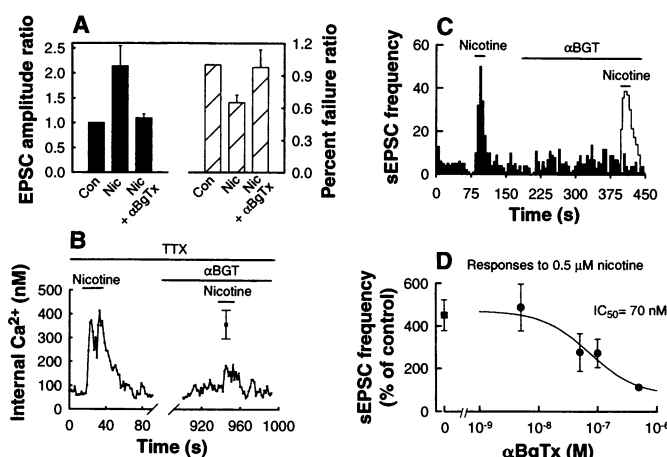 A
EPSC amplitude ratio
2.5
2.0
1.5
1.0
0.5
0.0
Con
Nic
Nic
+ αBgTx
Con
Nic
Nic
+ αBgTx
1.2
0.9
0.6
0.3
0.0
Percent failure ratio
B
TTX
αBGT
Nicotine
Nicotine
Internal Ca2+ (nM)
500
400
300
200
100
0
0
40
80
920
960
1000
Time (s)
C
αBGT
Nicotine
Nicotine
sEPSC frequency
60
40
20
0
0
75
150
225
300
375
450
Time (s)
D
Responses to 0.5 μM nicotine
IC50= 70 nM
sEPSC frequency
(% of control)
600
400
200
0
0
10-9
10-8
10-7
10-6
αBgTx (M)